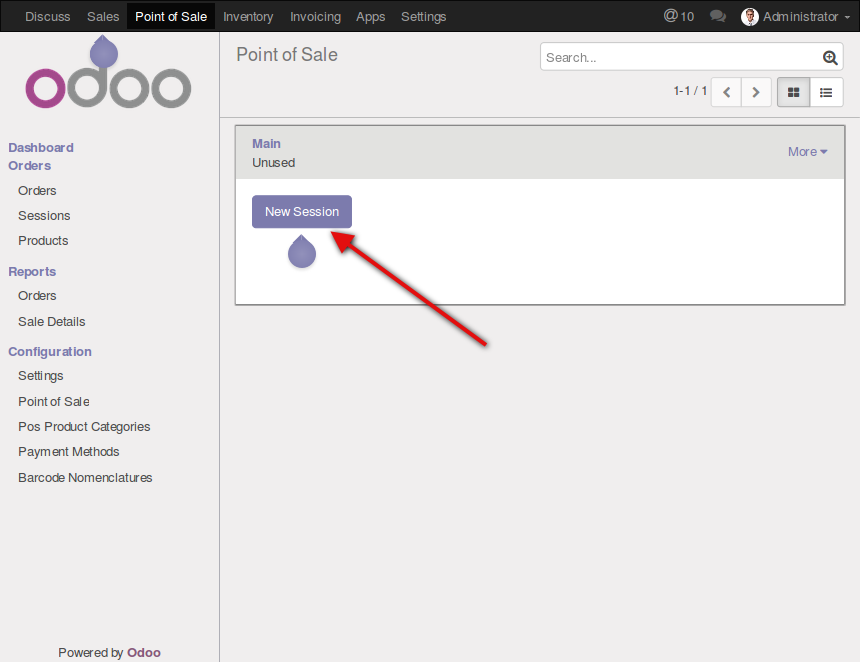 Discuss Sales Point of Sale Inventory Invoicing Apps Settings @10 Administrator
odoo
Point of Sale
Search...
1-1 / 1
Dashboard
Orders
Orders
Sessions
Products
Reports
Orders
Sale Details
Configuration
Settings
Point of Sale
Pos Product Categories
Payment Methods
Barcode Nomenclatures
Powered by Odoo
Main
Unused
More
New Session